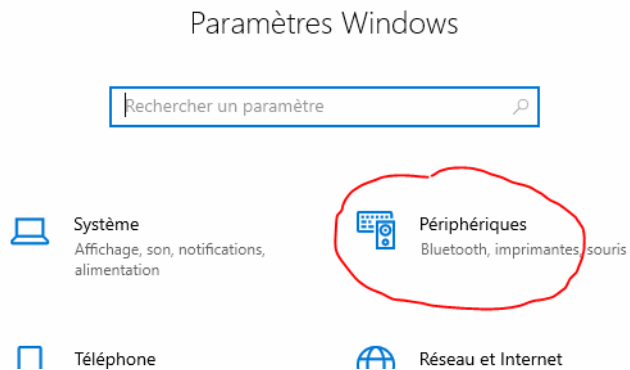 Paramètres Windows
Rechercher un paramètre
Système
Affichage, son, notifications,
alimentation
Périphériques
Bluetooth, imprimantes, souris
Téléphone
Réseau et Internet